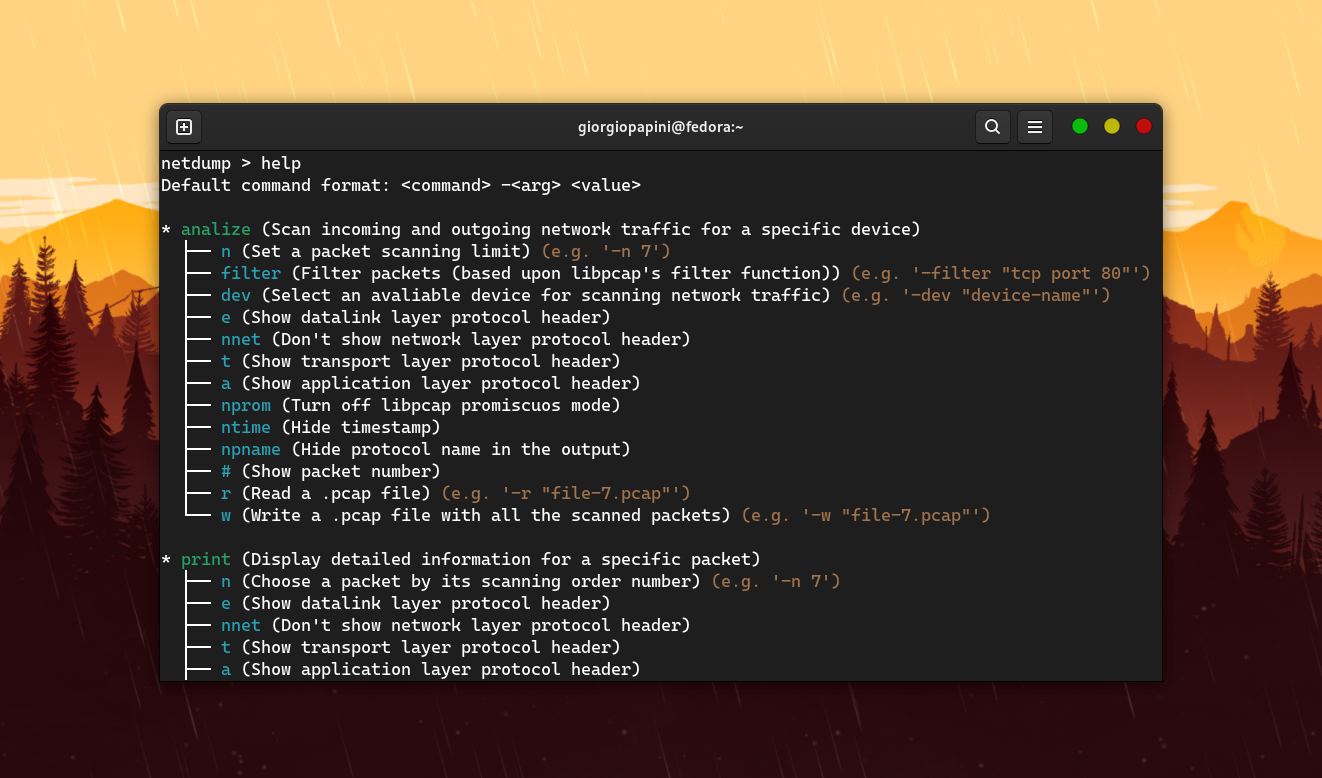 giorgiopapini@fedora:~
netdump > help
Default command format: <command> -<arg> <value>
* analize (Scan incoming and outgoing network traffic for a specific device)
n (Set a packet scanning limit) (e.g. '-n 7')
filter (Filter packets (based upon libpcap's filter function)) (e.g. '-filter "tcp port 80"')
dev (Select an avaliable device for scanning network traffic) (e.g. '-dev "device-name"')
e (Show datalink layer protocol header)
nnet (Don't show network layer protocol header)
t (Show transport layer protocol header)
a (Show application layer protocol header)
nprom (Turn off libpcap promiscuos mode)
ntime (Hide timestamp)
npname (Hide protocol name in the output)
# (Show packet number)
r (Read a .pcap file) (e.g. '-r "file-7.pcap"')
w (Write a .pcap file with all the scanned packets) (e.g. '-w "file-7.pcap"')
* print (Display detailed information for a specific packet)
n (Choose a packet by its scanning order number) (e.g. '-n 7')
e (Show datalink layer protocol header)
nnet (Don't show network layer protocol header)
t (Show transport layer protocol header)
a (Show application layer protocol header)